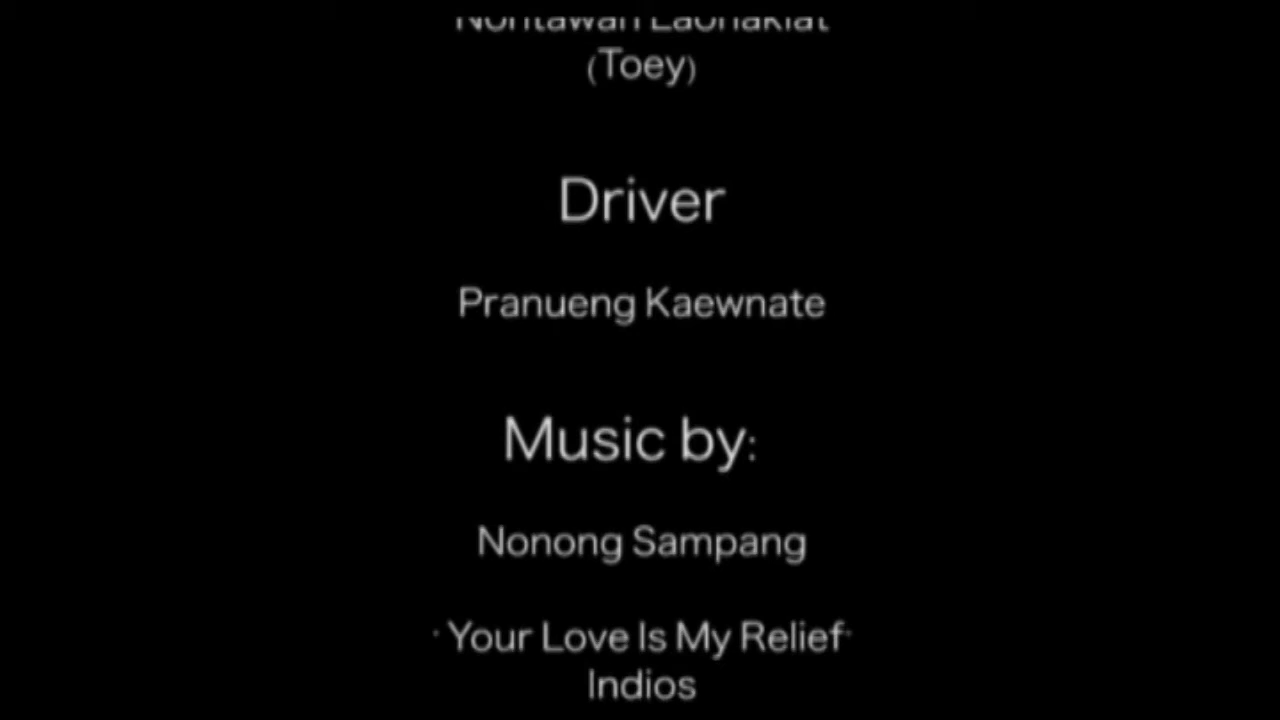 (Toey)
Driver
Pranueng Kaewnate
Music by:
Nonong Sampang
"Your Love Is My Relief"
Indios